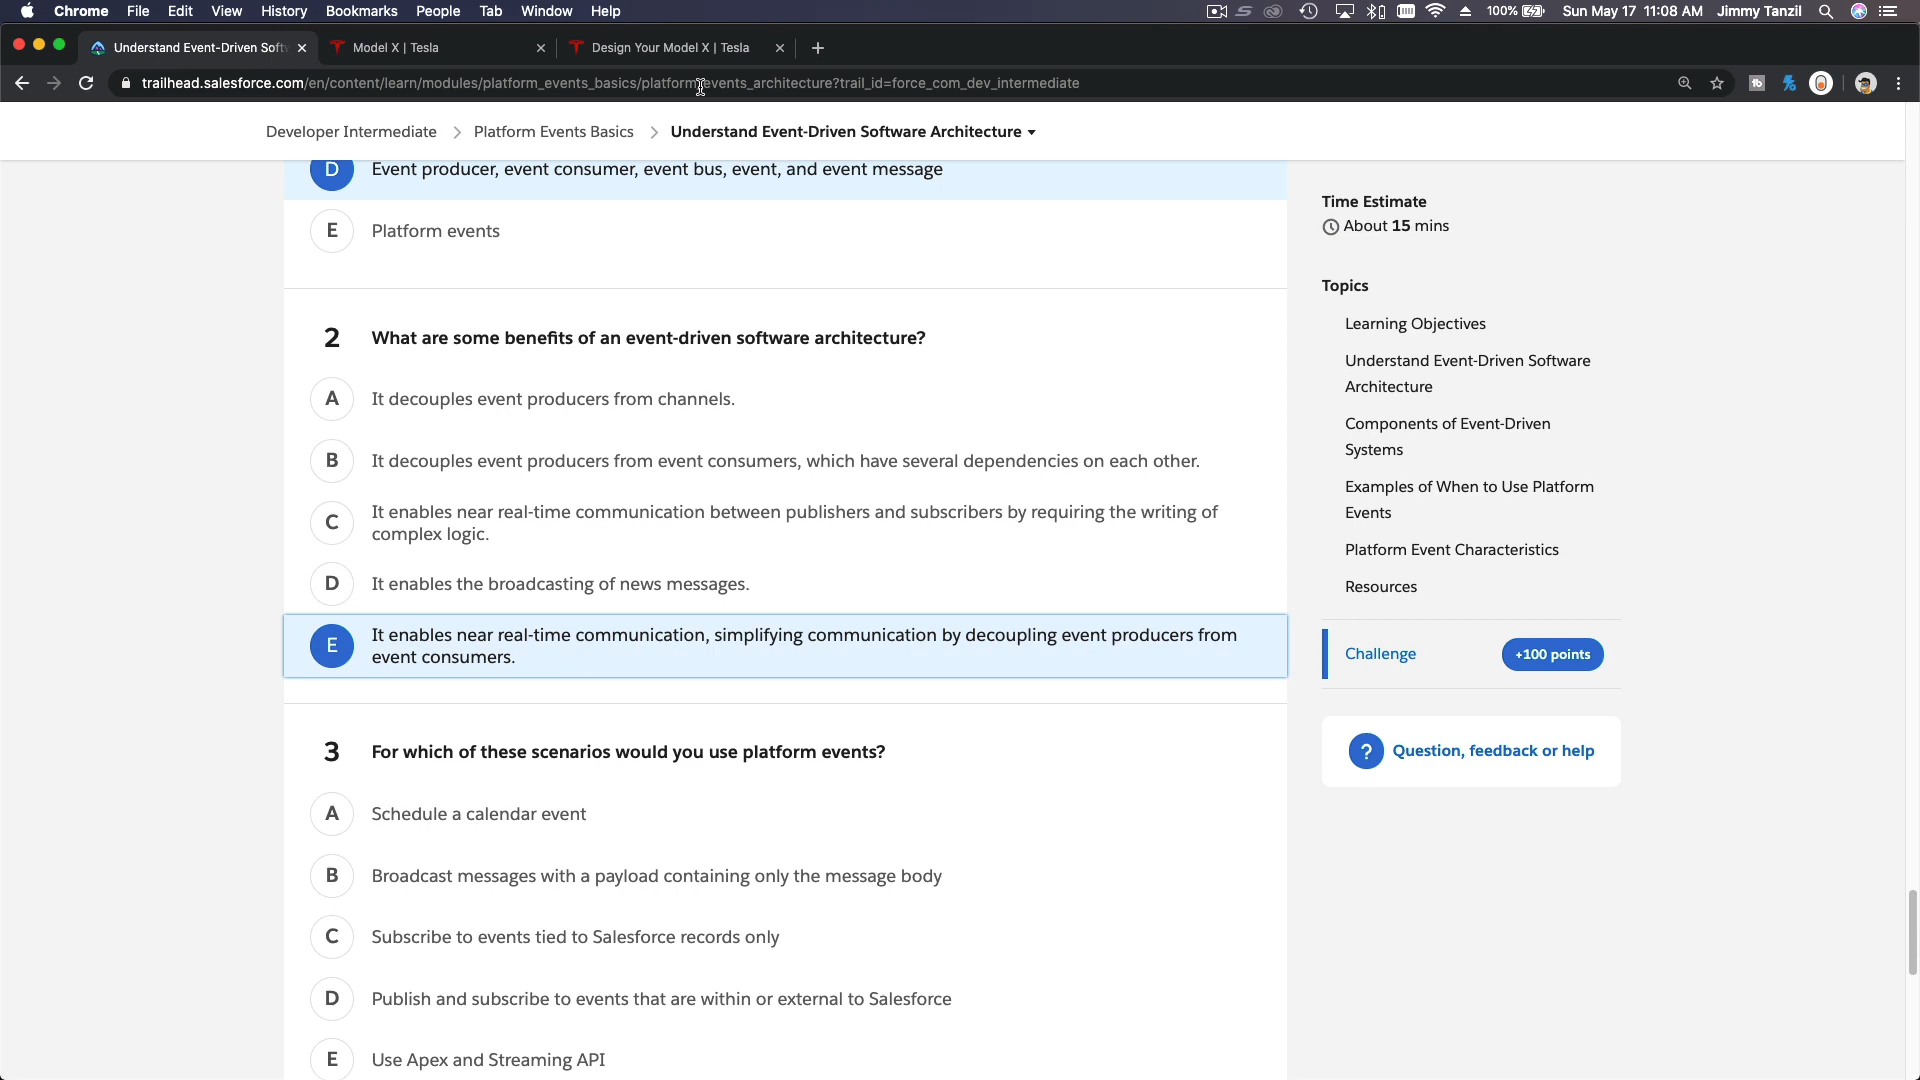 Chrome File Edit View History Bookmarks People Tab Window Help 100% Sun May 17 11:08 AM Jimmy Tanzil
Understand Event-Driven Softw Model X | Tesla Design Your Model X | Tesla
trailhead.salesforce.com/en/content/learn/modules/platform_events_basics/platform_events_architecture?trail_id=force_com_dev_intermediate
Developer Intermediate > Platform Events Basics > Understand Event-Driven Software Architecture
D Event producer, event consumer, event bus, event, and event message
E Platform events
2 What are some benefits of an event-driven software architecture?
A It decouples event producers from channels.
B It decouples event producers from event consumers, which have several dependencies on each other.
C It enables near real-time communication between publishers and subscribers by requiring the writing of
complex logic.
D It enables the broadcasting of news messages.
E It enables near real-time communication, simplifying communication by decoupling event producers from
event consumers.
3 For which of these scenarios would you use platform events?
A Schedule a calendar event
B Broadcast messages with a payload containing only the message body
C Subscribe to events tied to Salesforce records only
D Publish and subscribe to events that are within or external to Salesforce
E Use Apex and Streaming API
Time Estimate
About 15 mins
Topics
Learning Objectives
Understand Event-Driven Software
Architecture
Components of Event-Driven
Systems
Examples of When to Use Platform
Events
Platform Event Characteristics
Resources
Challenge +100 points
? Question, feedback or help